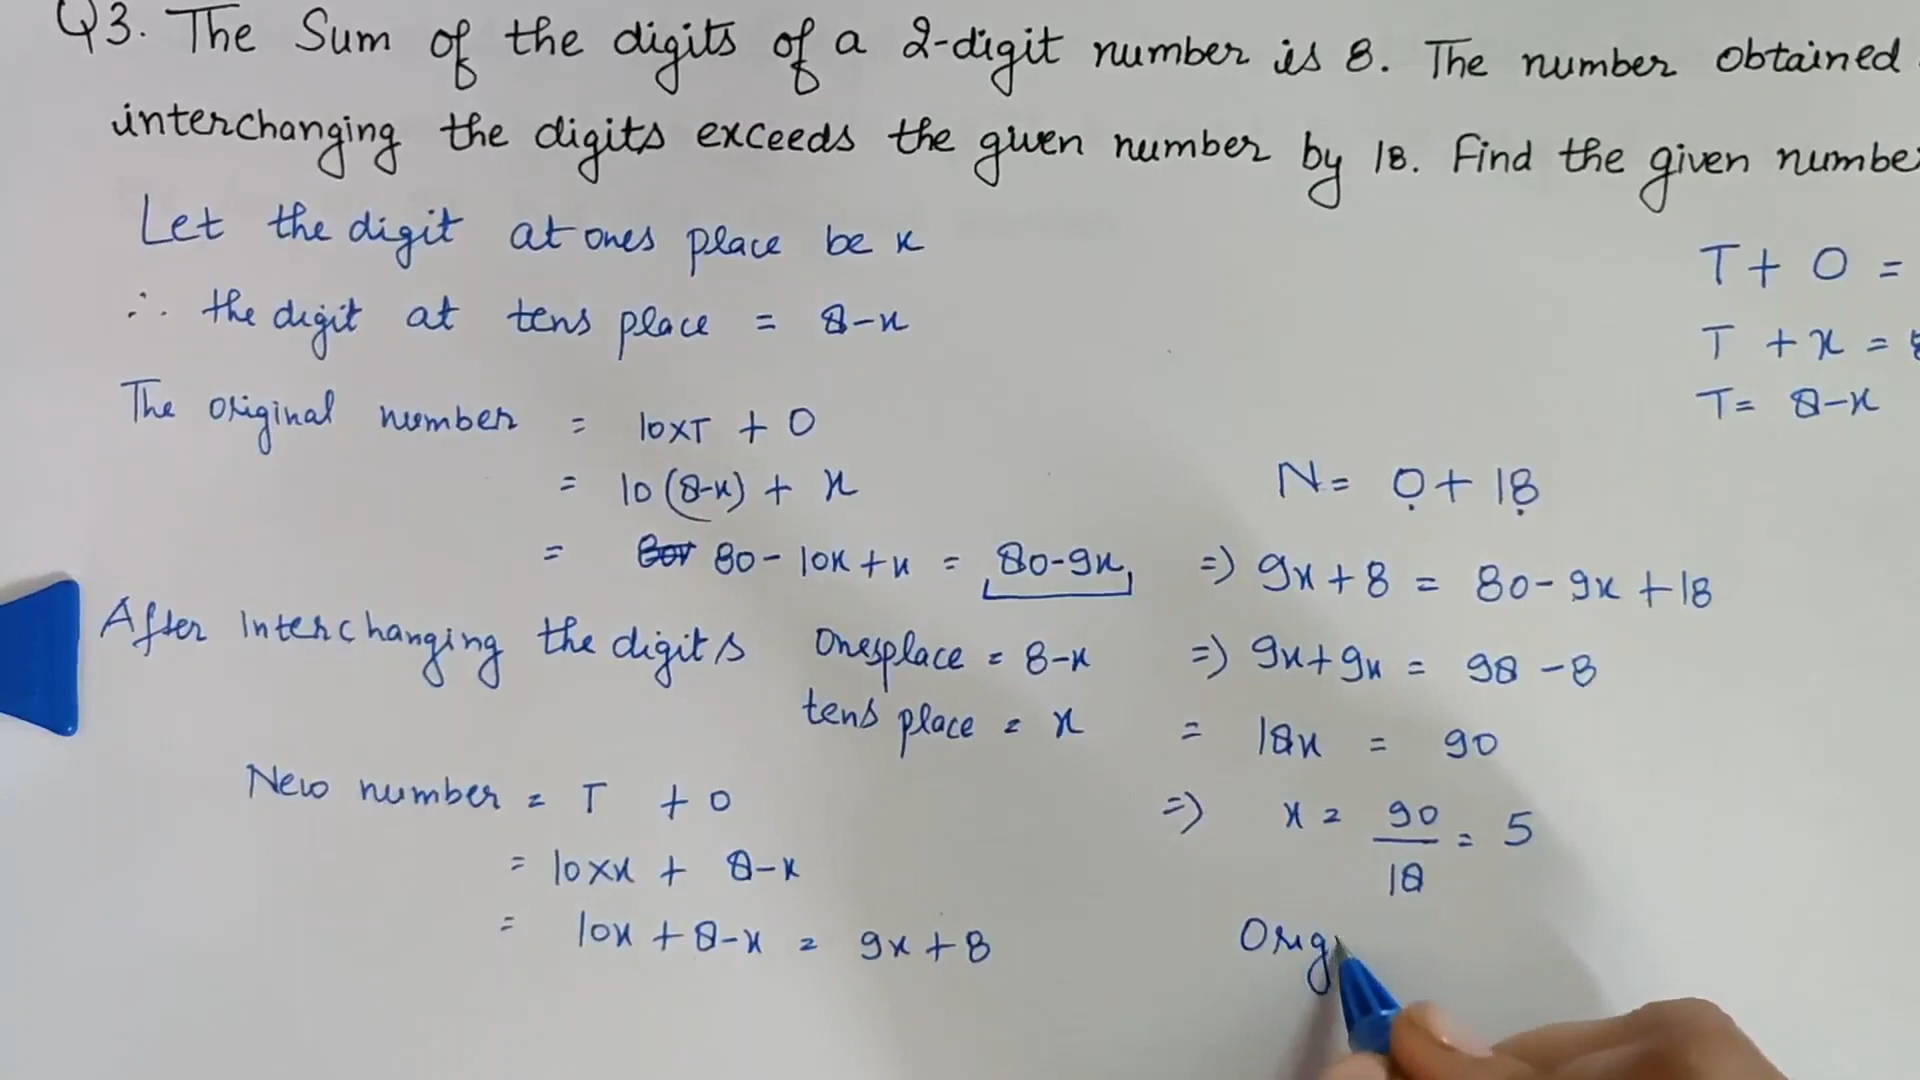 Q3. The Sum of the digits of a 2-digit number is 8. The number obtained
interchanging the digits exceeds the given number by 18. Find the given numbe
Let the digit at ones place be x
∴ the digit at tens place = 8-x
The original number = 10xT + O
= 10(8-x) + x
= 80- 10x+x = 80-9x
After Interchanging the digits Onesplace = 8-x
tens place = x
New number = T + O
= 10xx + 8-x
= 10x + 8-x = 9x+8
T+ O =
T + x =
T= 8-x
N= O+ 18
=) 9x+8 = 80- 9x +18
=) 9x+9x = 98 -8
= 18x = 90
=) x = 90/18 = 5
Orig